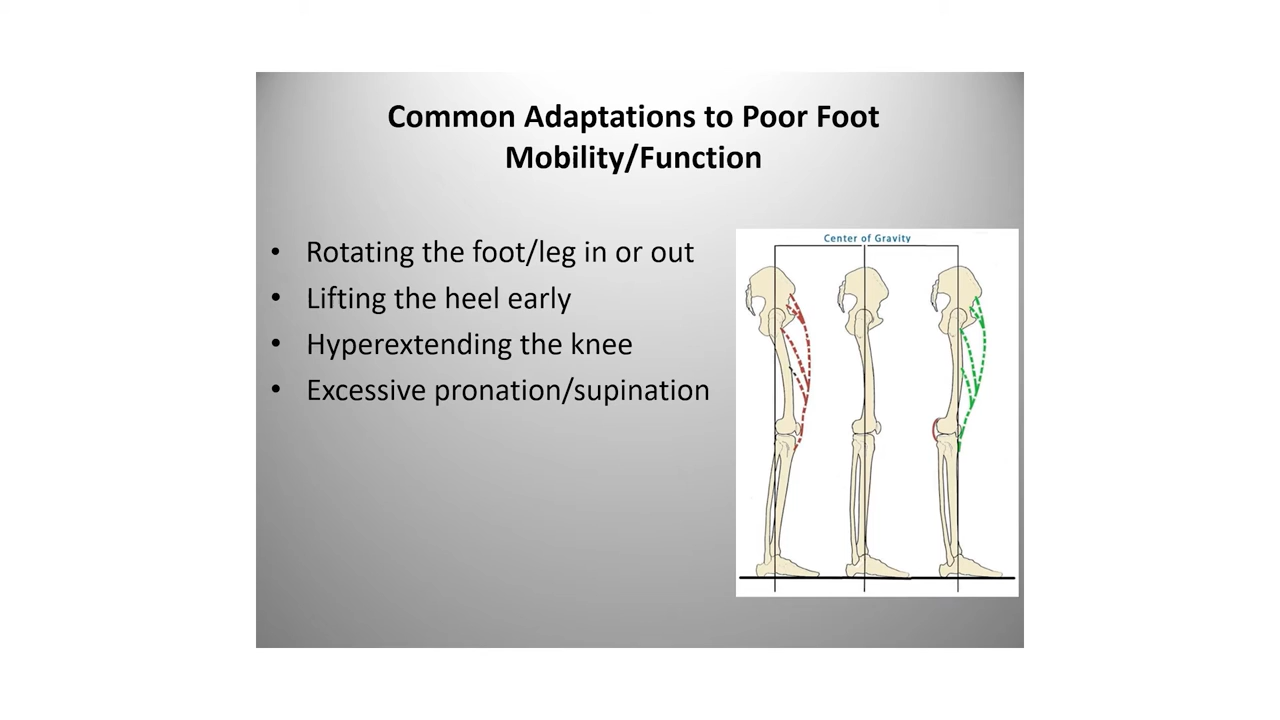 Common Adaptations to Poor Foot
Mobility/Function
• Rotating the foot/leg in or out
• Lifting the heel early
• Hyperextending the knee
• Excessive pronation/supination
Center of Gravity